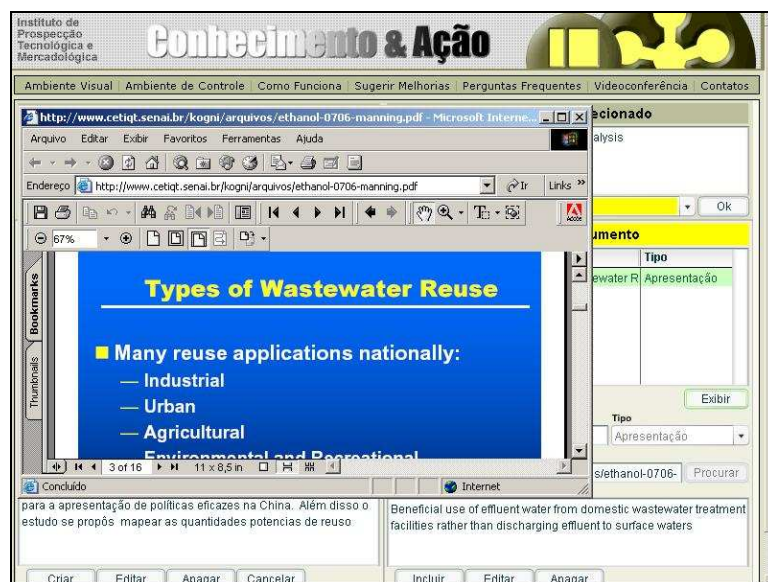 Instituto de
Prospecção
Tecnológica e
Mercadológica
Conhecimento & Ação
Ambiente Visual | Ambiente de Controle | Como Funciona | Sugerir Melhorias | Perguntas Frequentes | Videoconferência | Contatos
http://www.cetiqt.senai.br/kogni/arquivos/ethanol-0706-manning.pdf - Microsoft Interne...
ecionado
Arquivo Editar Exibir Favoritos Ferramentas Ajuda
alysis
Endereço http://www.cetiqt.senai.br/kogni/arquivos/ethanol-0706-manning.pdf Ir Links »
Ok
Adobe
67%
umento
Tipo
ewater R Apresentação
Bookmarks
Thumbnails
Types of Wastewater Reuse
Many reuse applications nationally:
— Industrial
— Urban
— Agricultural
Environmental and Recreational
Exibir
Tipo
Apresentação
3 of 16 11 x 8,5 in
s/ethanol-0706- Procurar
Concluído Internet
para a apresentação de políticas eficazes na China. Além disso o
estudo se propôs mapear as quantidades potencias de reuso
Beneficial use of effluent water from domestic wastewater treatment
facilities rather than discharging effluent to surface waters
Criar Editar Apagar Cancelar
Incluir Editar Apagar